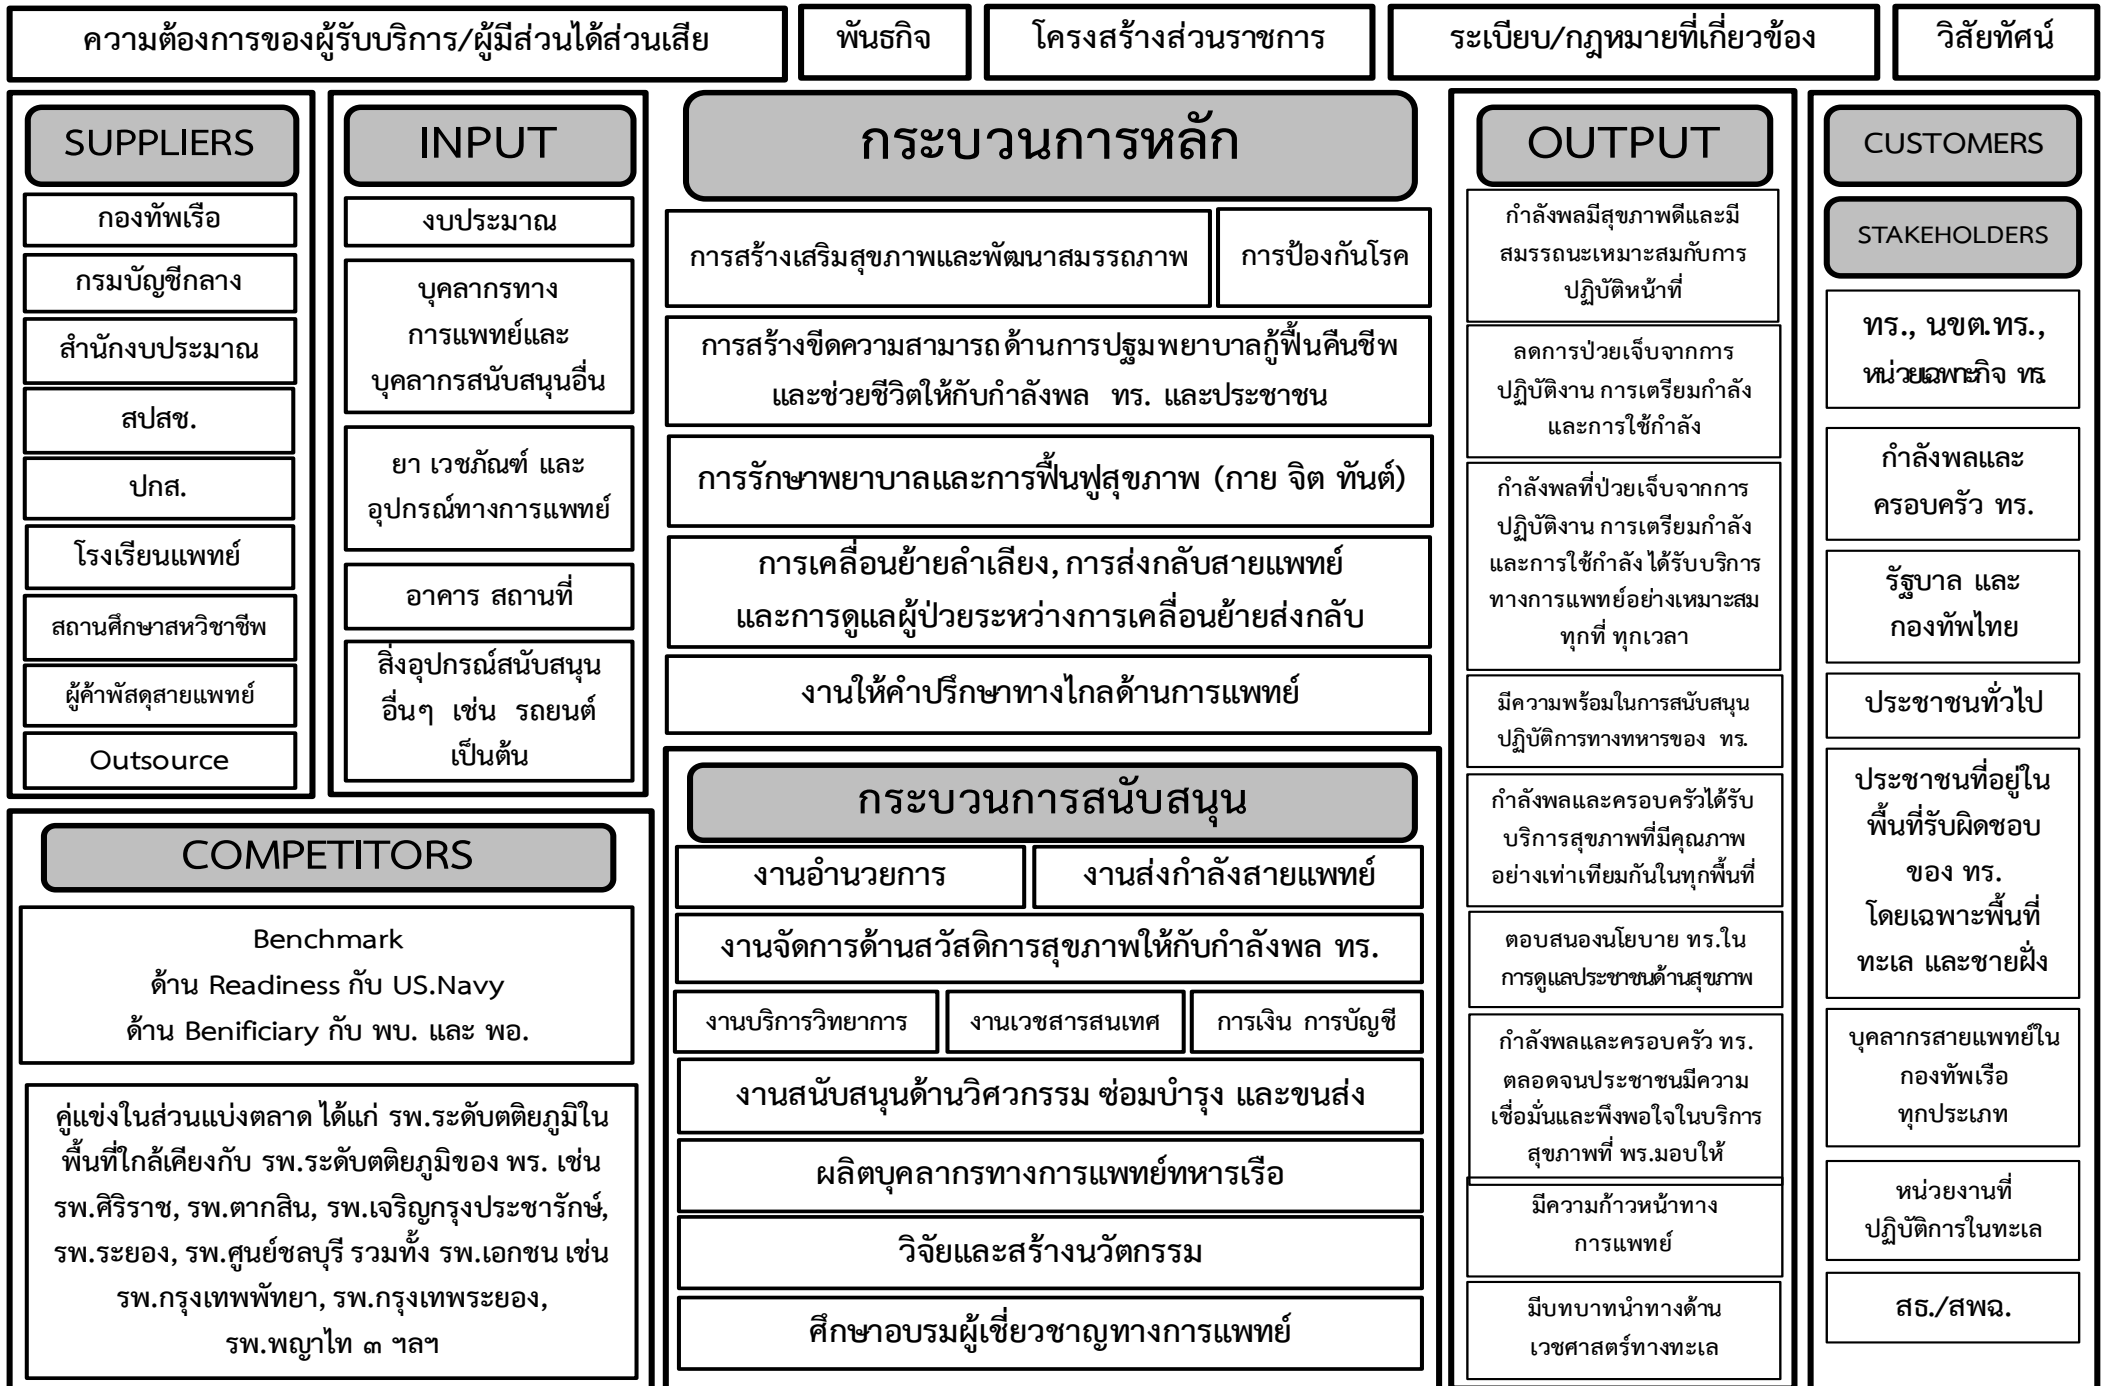 ความต้องการของผู้รับบริการ/ผู้มีส่วนได้ส่วนเสีย
พันธกิจ
โครงสร้างส่วนราชการ
ระเบียบ/กฎหมายที่เกี่ยวข้อง
วิสัยทัศน์
SUPPLIERS
กองทัพเรือ
กรมบัญชีกลาง
สำนักงบประมาณ
สปสช.
ปกส.
โรงเรียนแพทย์
สถานศึกษาสหวิชาชีพ
ผู้ค้าพัสดุสายแพทย์
Outsource
INPUT
งบประมาณ
บุคลากรทาง
การแพทย์และ
บุคลากรสนับสนุนอื่น
ยา เวชภัณฑ์ และ
อุปกรณ์ทางการแพทย์
อาคาร สถานที่
สิ่งอุปกรณ์สนับสนุน
อื่นๆ เช่น รถยนต์
เป็นต้น
กระบวนการหลัก
การสร้างเสริมสุขภาพและพัฒนาสมรรถภาพ
การป้องกันโรค
การสร้างขีดความสามารถด้านการปฐมพยาบาลกู้ฟื้นคืนชีพ
และช่วยชีวิตให้กับกำลังพล ทร. และประชาชน
การรักษาพยาบาลและการฟื้นฟูสุขภาพ (กาย จิต ทันต์)
การเคลื่อนย้ายลำเลียง, การส่งกลับสายแพทย์
และการดูแลผู้ป่วยระหว่างการเคลื่อนย้ายส่งกลับ
งานให้คำปรึกษาทางไกลด้านการแพทย์
กระบวนการสนับสนุน
งานอำนวยการ
งานส่งกำลังสายแพทย์
งานจัดการด้านสวัสดิการสุขภาพให้กับกำลังพล ทร.
งานบริการวิทยาการ
งานเวชสารสนเทศ
การเงิน การบัญชี
งานสนับสนุนด้านวิศวกรรม ซ่อมบำรุง และขนส่ง
ผลิตบุคลากรทางการแพทย์ทหารเรือ
วิจัยและสร้างนวัตกรรม
ศึกษาอบรมผู้เชี่ยวชาญทางการแพทย์
COMPETITORS
Benchmark
ด้าน Readiness กับ US.Navy
ด้าน Benificiary กับ พบ. และ พอ.
คู่แข่งในส่วนแบ่งตลาด ได้แก่ รพ.ระดับตติยภูมิใน
พื้นที่ใกล้เคียงกับ รพ.ระดับตติยภูมิของ พร. เช่น
รพ.ศิริราช, รพ.ตากสิน, รพ.เจริญกรุงประชารักษ์,
รพ.ระยอง, รพ.ศูนย์ชลบุรี รวมทั้ง รพ.เอกชน เช่น
รพ.กรุงเทพพัทยา, รพ.กรุงเทพระยอง,
รพ.พญาไท ๓ ฯลฯ
OUTPUT
กำลังพลมีสุขภาพดีและมี
สมรรถนะเหมาะสมกับการ
ปฏิบัติหน้าที่
ลดการป่วยเจ็บจากการ
ปฏิบัติงาน การเตรียมกำลัง
และการใช้กำลัง
กำลังพลที่ป่วยเจ็บจากการ
ปฏิบัติงาน การเตรียมกำลัง
และการใช้กำลัง ได้รับบริการ
ทางการแพทย์อย่างเหมาะสม
ทุกที่ ทุกเวลา
มีความพร้อมในการสนับสนุน
ปฏิบัติการทางทหารของ ทร.
กำลังพลและครอบครัวได้รับ
บริการสุขภาพที่มีคุณภาพ
อย่างเท่าเทียมกันในทุกพื้นที่
ตอบสนองนโยบาย ทร.ใน
การดูแลประชาชนด้านสุขภาพ
กำลังพลและครอบครัว ทร.
ตลอดจนประชาชนมีความ
เชื่อมั่นและพึงพอใจในบริการ
สุขภาพที่ พร.มอบให้
มีความก้าวหน้าทาง
การแพทย์
มีบทบาทนำทางด้าน
เวชศาสตร์ทางทะเล
CUSTOMERS
STAKEHOLDERS
ทร., นขต.ทร.,
หน่วยเฉพาะกิจ ทร.
กำลังพลและ
ครอบครัว ทร.
รัฐบาล และ
กองทัพไทย
ประชาชนทั่วไป
ประชาชนที่อยู่ใน
พื้นที่รับผิดชอบ
ของ ทร.
โดยเฉพาะพื้นที่
ทะเล และชายฝั่ง
บุคลากรสายแพทย์ใน
กองทัพเรือ
ทุกประเภท
หน่วยงานที่
ปฏิบัติการในทะเล
สธ./สพฉ.